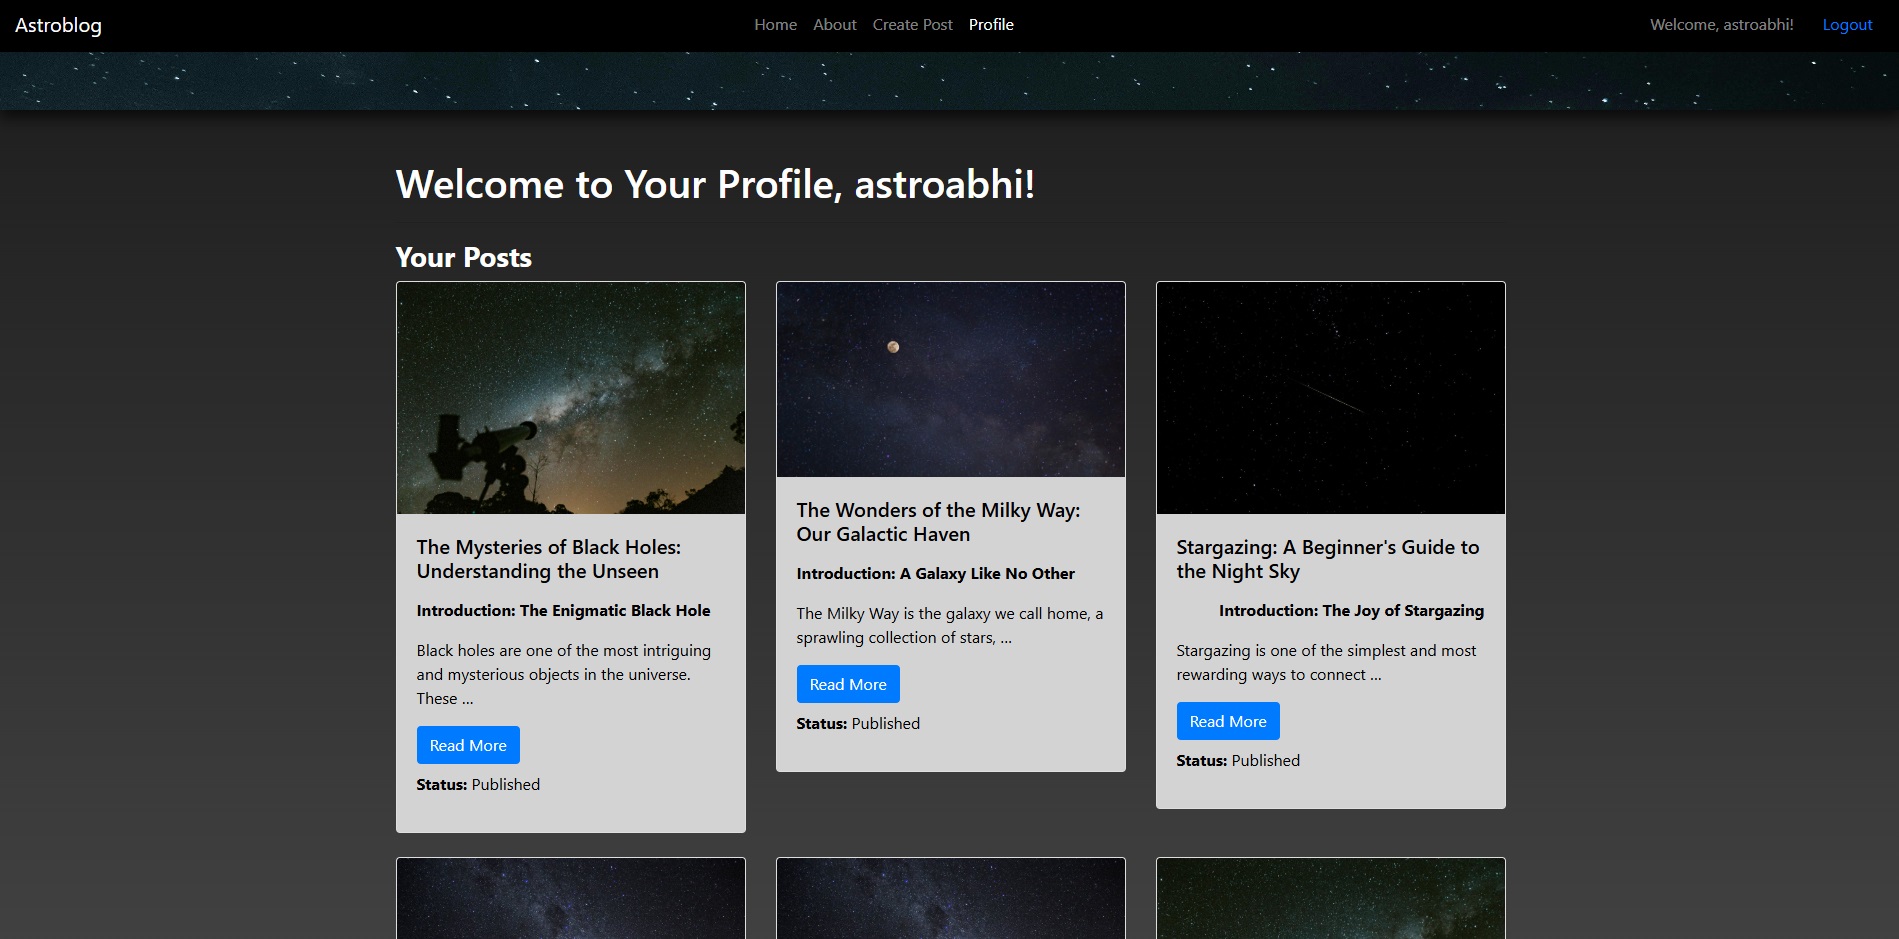 Astroblog
Home About Create Post Profile
Welcome, astroabhi! Logout
Welcome to Your Profile, astroabhi!
Your Posts
The Mysteries of Black Holes:
Understanding the Unseen
Introduction: The Enigmatic Black Hole
Black holes are one of the most intriguing
and mysterious objects in the universe.
These ...
Read More
Status: Published
The Wonders of the Milky Way:
Our Galactic Haven
Introduction: A Galaxy Like No Other
The Milky Way is the galaxy we call home, a
sprawling collection of stars, ...
Read More
Status: Published
Stargazing: A Beginner's Guide to
the Night Sky
Introduction: The Joy of Stargazing
Stargazing is one of the simplest and most
rewarding ways to connect ...
Read More
Status: Published